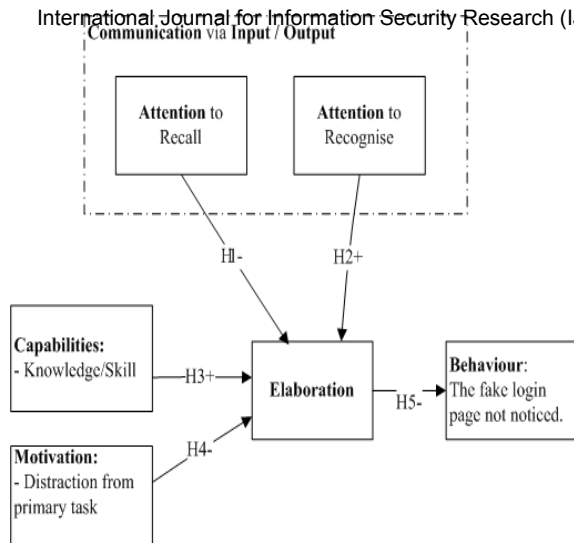 International Journal for Information Security Research (I
Communication via Input / Output
Attention to
Recall
Attention to
Recognise
H1-
H2+
Capabilities:
- Knowledge/Skill
H3+
Elaboration
H5-
Behaviour:
The fake login
page not noticed.
H4-
Motivation:
- Distraction from
primary task